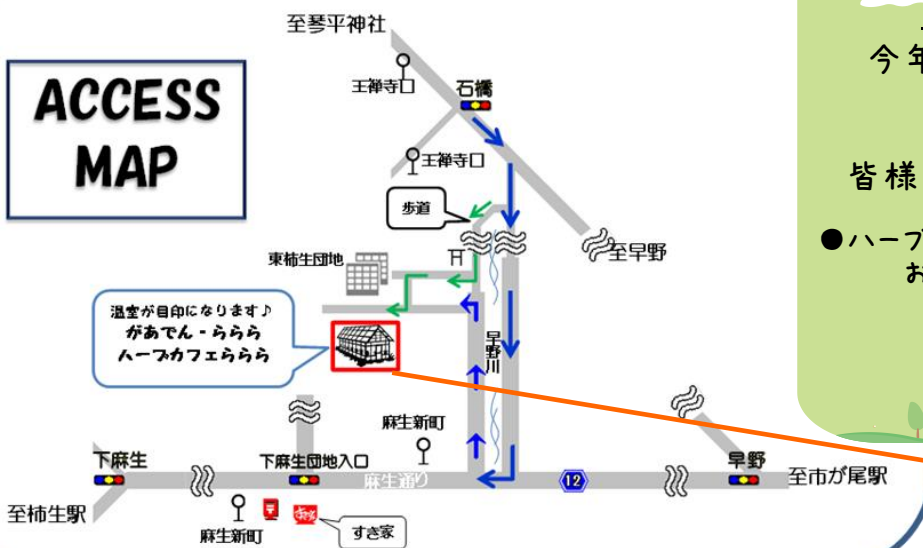 至琴平神社
ACCESS
MAP
王禅寺口
石橋
王禅寺口
歩道
至早野
東柿生団地
温室が目印になります♪
があでん・ららら
ハーブカフェららら
早野川
麻生新町
下麻生
下麻生団地入口
麻生通り
12
早野
至市が尾駅
至柿生駅
麻生新町
すき家
すき家
今年
皆様
●ハーブ
お